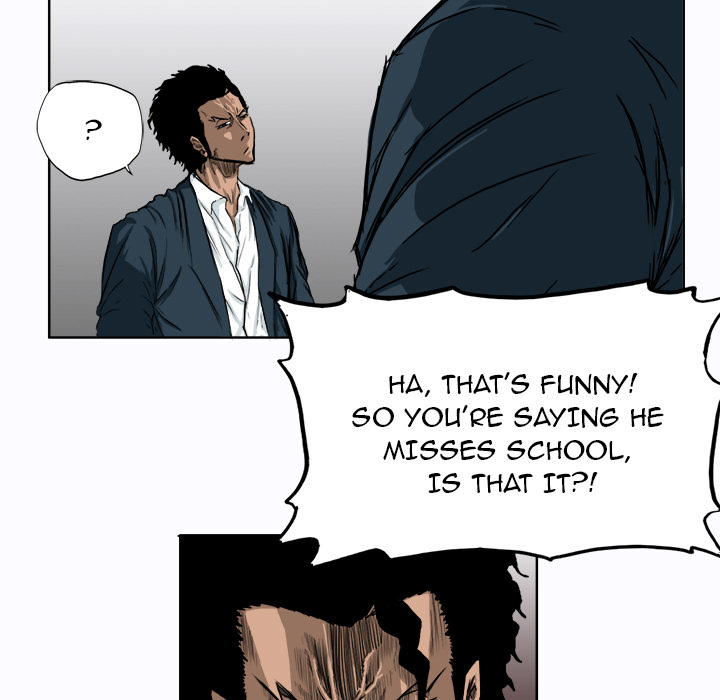 ?
HA, THAT'S FUNNY!
SO YOU'RE SAYING HE
MISSES SCHOOL,
IS THAT IT?!